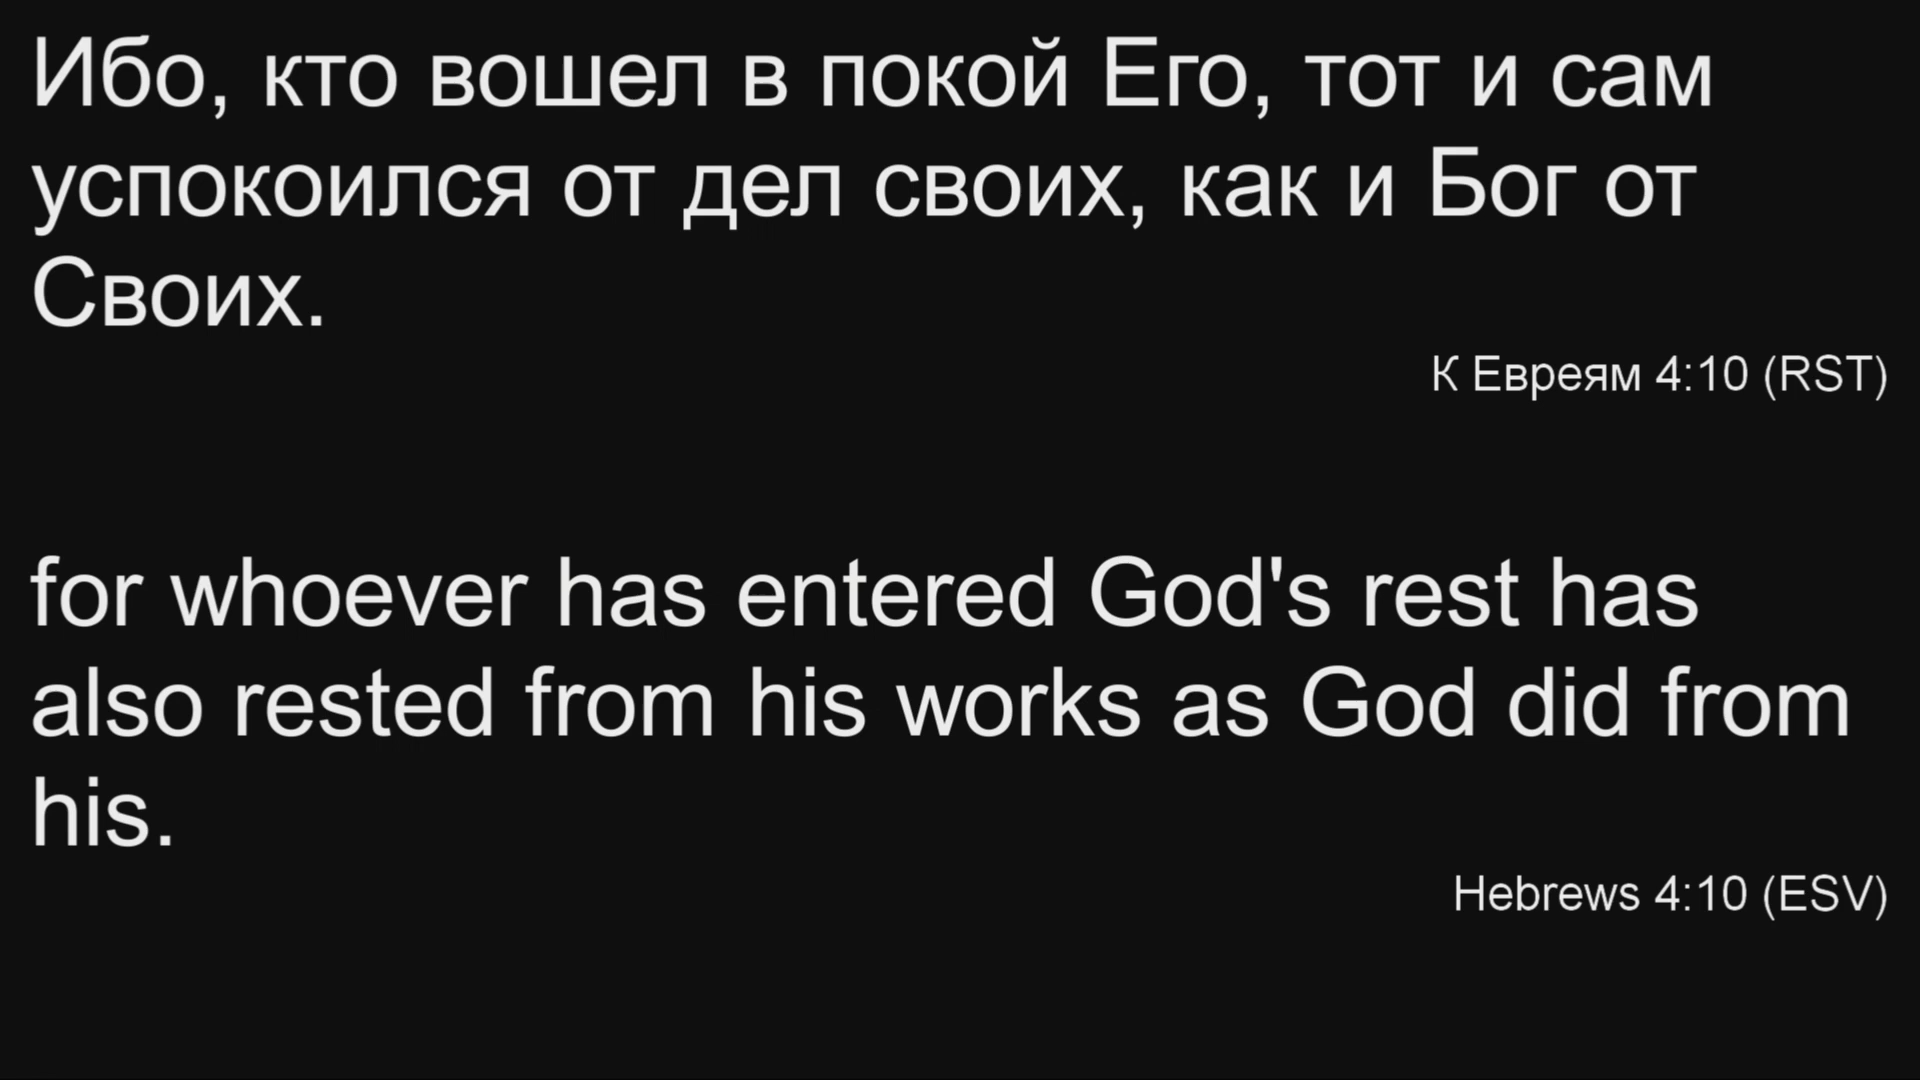 Ибо, кто вошел в покой Его, тот и сам
успокоился от дел своих, как и Бог от
Своих.
К Евреям 4:10 (RST)
for whoever has entered God's rest has
also rested from his works as God did from
his.
Hebrews 4:10 (ESV)